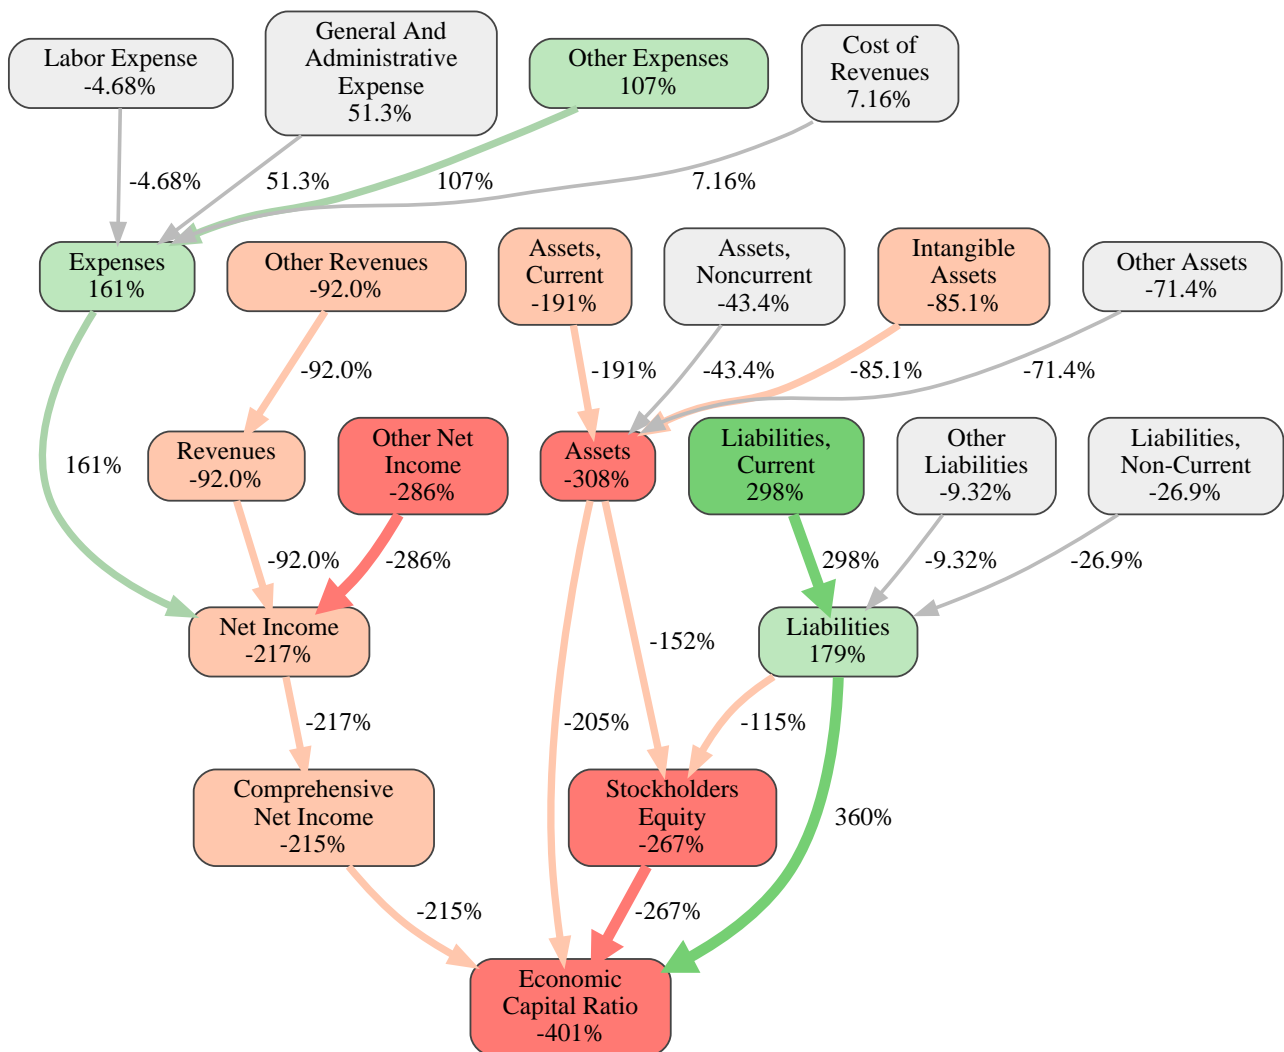 Labor Expense
-4.68%
General And
Administrative
Expense
51.3%
Other Expenses
107%
Cost of
Revenues
7.16%
-4.68%
51.3%
107%
7.16%
Expenses
161%
Other Revenues
-92.0%
Assets,
Current
-191%
Assets,
Noncurrent
-43.4%
Intangible
Assets
-85.1%
Other Assets
-71.4%
-92.0%
-191%
-43.4%
-85.1%
-71.4%
161%
Revenues
-92.0%
Other Net
Income
-286%
Assets
-308%
Liabilities,
Current
298%
Other
Liabilities
-9.32%
Liabilities,
Non-Current
-26.9%
-92.0%
-286%
298%
-9.32%
-26.9%
Net Income
-217%
-152%
Liabilities
179%
-217%
-205%
-115%
Comprehensive
Net Income
-215%
Stockholders
Equity
-267%
360%
-215%
-267%
Economic
Capital Ratio
-401%